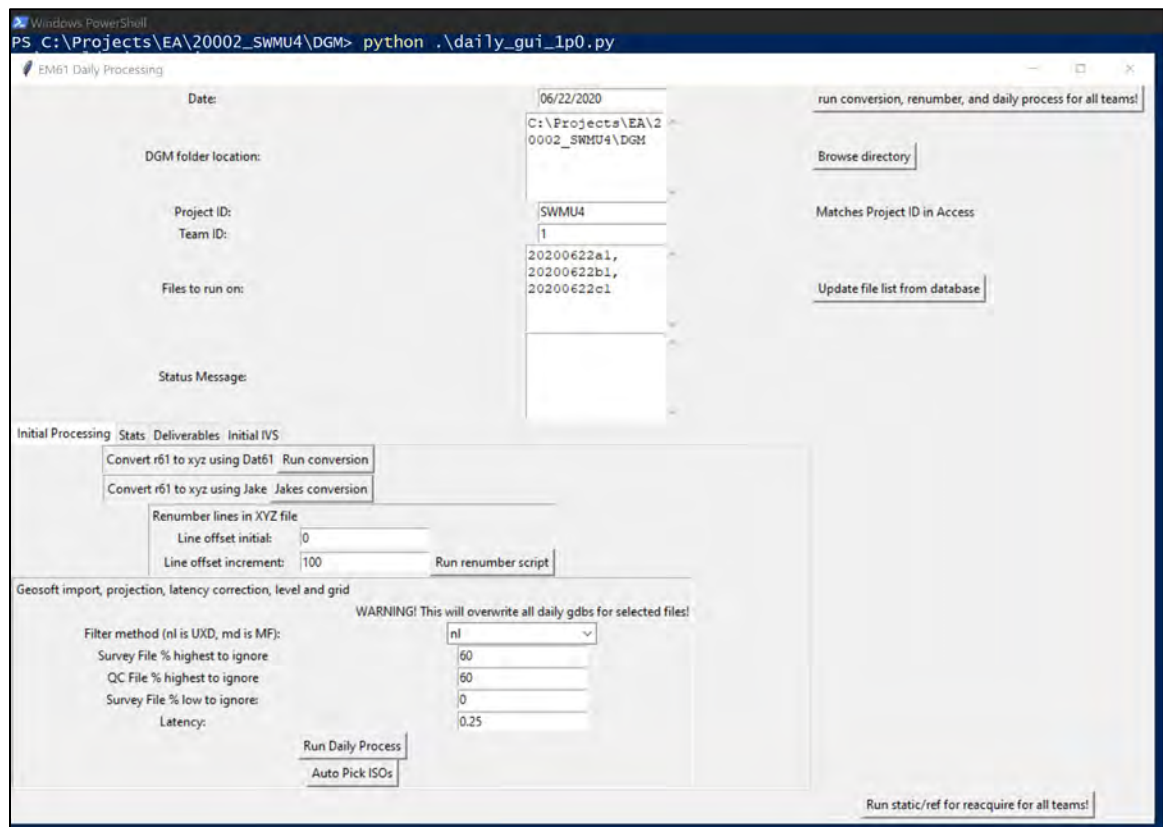 Windows PowerShell
PS C:\Projects\EA\20002_SWMU4\DGM> python .\daily_gui_1p0.py
EM61 Daily Processing
Date: 06/22/2020 run conversion, renumber, and daily process for all teams!
DGM folder location: C:\Projects\EA\2
0002_SWMU4\DGM
Browse directory
Project ID: SWMU4 Matches Project ID in Access
Team ID: 1
Files to run on: 20200622a1,
20200622b1,
20200622c1
Update file list from database
Status Message:
Initial Processing Stats Deliverables Initial IVS
Convert r61 to xyz using Dat61 Run conversion
Convert r61 to xyz using Jake Jakes conversion
Renumber lines in XYZ file
Line offset initial: 0
Line offset increment: 100 Run renumber script
Geosoft import, projection, latency correction, level and grid
WARNING! This will overwrite all daily gdbs for selected files!
Filter method (nl is UXD, md is MF): nl
Survey File % highest to ignore 60
QC File % highest to ignore 60
Survey File % low to ignore: 0
Latency: 0.25
Run Daily Process
Auto Pick ISOs
Run static/ref for reacquire for all teams!